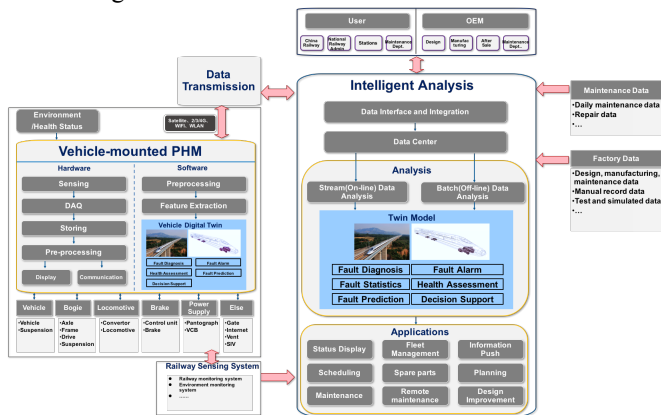 User
OEM
China
Railway
National
Railway
Admin
Stations
Maintenance
Dept.
Design
Manufac
turing
After
Sale
Maintenance
Dept..
Data
Transmission
Satellite、2/3/4G,
WIFI, WLAN
Environment
/Health Status
Vehicle-mounted PHM
Hardware
Software
Sensing
DAQ
Storing
Pre-processing
Display
Communication
Preprocessing
Feature Extraction
Vehicle Digital Twin
Fault Diagnosis
Fault Alarm
Health Assessment
Fault Prediction
Decision Support
Vehicle
•Vehicle
•Suspension
Bogie
•Axle
•Frame
•Drive
•Suspension
Locomotive
•Convertor
•Locomotive
Brake
•Control unit
•Brake
Power
Supply
•Pantograph
•VCB
Else
•Gate
•Internet
•Vent
•SIV
Railway Sensing System
● Railway monitoring system
● Environment monitoring
system
● ……
Intelligent Analysis
Data Interface and Integration
Data Center
Analysis
Stream(On-line) Data
Analysis
Batch(Off-line) Data
Analysis
Twin Model
Fault Diagnosis
Fault Alarm
Fault Statistics
Health Assessment
Fault Prediction
Decision Support
Applications
Status Display
Fleet
Management
Information
Push
Scheduling
Spare parts
Planning
Maintenance
Remote
maintenance
Design
Improvement
Maintenance Data
•Daily maintenance data
•Repair data
•…
Factory Data
•Design, manufacturing,
maintenance data
•Manual record data
•Test and simulated data
•…